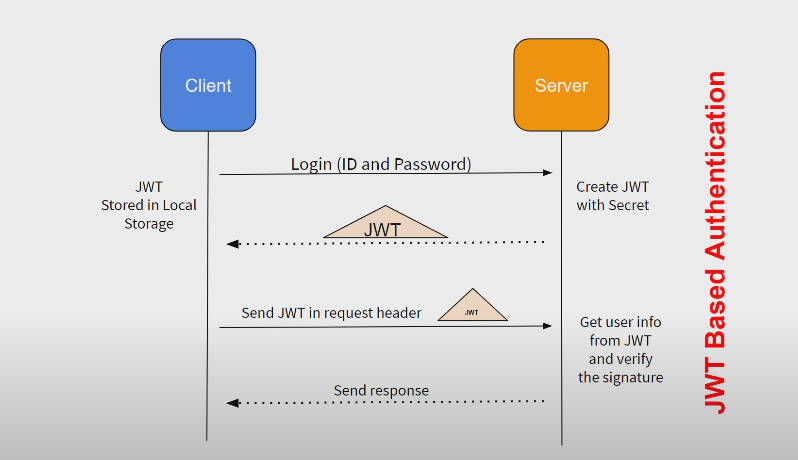 Client
Server
Login (ID and Password)
JWT
Stored in Local
Storage
Create JWT
with Secret
JWT
Send JWT in request header
JWT
Get user info
from JWT
and verify
the signature
Send response
JWT Based Authentication